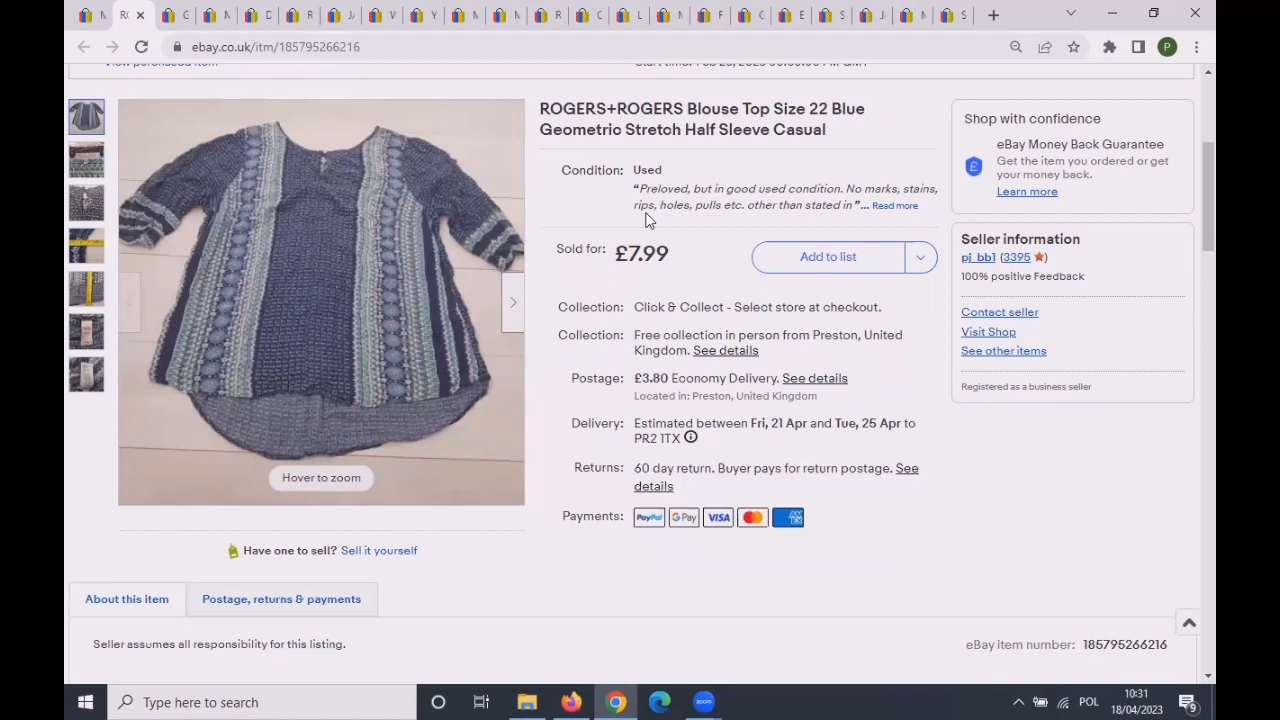 ebay.co.uk/itm/185795266216
P
ROGERS+ROGERS Blouse Top Size 22 Blue
Geometric Stretch Half Sleeve Casual
Condition: Used
“Preloved, but in good used condition. No marks, stains,
rips, holes, pulls etc. other than stated in ”... Read more
Sold for: £7.99
Add to list
Collection: Click & Collect - Select store at checkout.
Collection: Free collection in person from Preston, United
Kingdom. See details
Postage: £3.80 Economy Delivery. See details
Located in: Preston, United Kingdom
Delivery: Estimated between Fri, 21 Apr and Tue, 25 Apr to
PR2 1TX
Returns: 60 day return. Buyer pays for return postage. See
details
Payments: PayPal G Pay VISA
Shop with confidence
eBay Money Back Guarantee
Get the item you ordered or get
your money back.
Learn more
Seller information
pj_bb1 (3395 ★)
100% positive Feedback
Contact seller
Visit Shop
See other items
Registered as a business seller
Hover to zoom
Have one to sell? Sell it yourself
About this item
Postage, returns & payments
Seller assumes all responsibility for this listing.
eBay item number: 185795266216
Type here to search
zoom
POL
10:31
18/04/2023
9